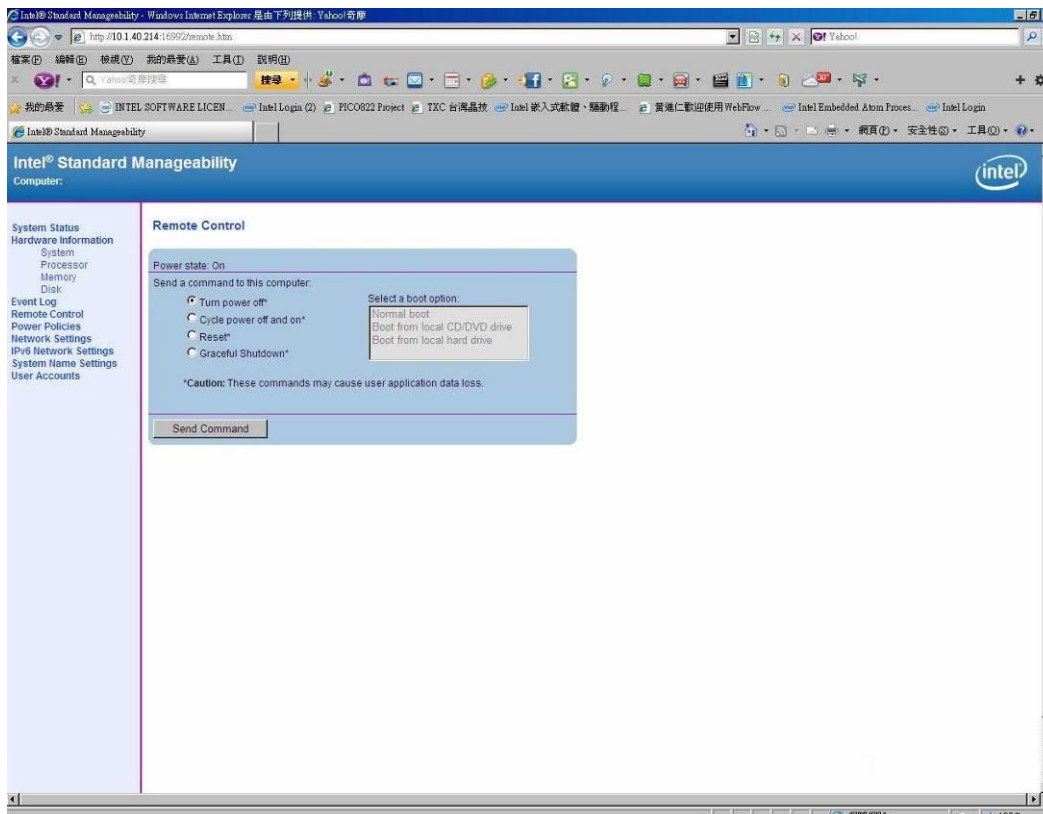 Intel® Standard Manageability - Windows Internet Explorer 是由下列提供: Yahoo!奇摩
http://10.1.40.214:16992/remote.htm
Yahoo!
檔案(F) 編輯(E) 檢視(V) 我的最愛(A) 工具(T) 說明(H)
Y! Yahoo!奇摩搜尋 搜尋
我的最愛 INTEL SOFTWARE LICEN... Intel Login (2) PICO822 Project TXC 台灣晶技 Intel 嵌入式軟體、驅動程... 黃進仁歡迎使用WebFlow ... Intel Embedded Atom Proces... Intel Login
Intel® Standard Manageability
網頁(P) 安全性(S) 工具(O)
Intel® Standard Manageability
Computer:
intel
System Status
Hardware Information
System
Processor
Memory
Disk
Event Log
Remote Control
Power Policies
Network Settings
IPv6 Network Settings
System Name Settings
User Accounts
Remote Control
Power state: On
Send a command to this computer:
Turn power off*
Cycle power off and on*
Reset*
Graceful Shutdown*
Select a boot option:
Normal boot
Boot from local CD/DVD drive
Boot from local hard drive
*Caution: These commands may cause user application data loss.
Send Command